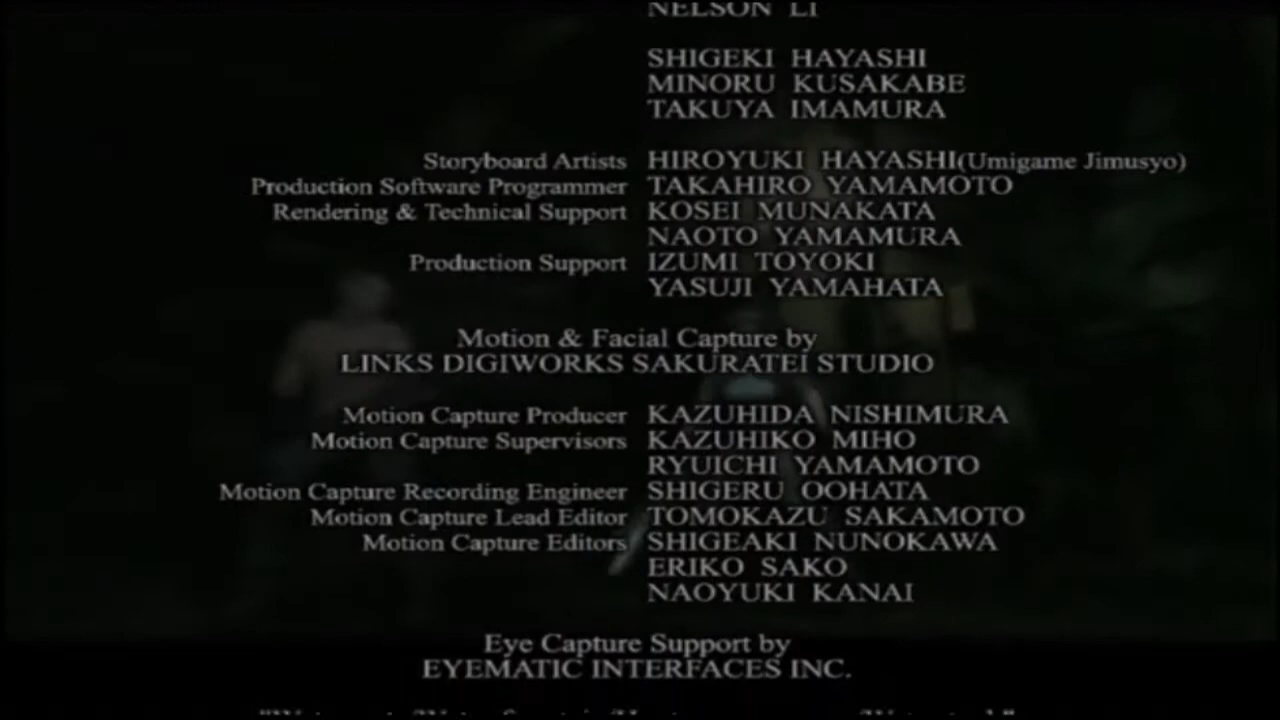 NELSON LI
SHIGEKI HAYASHI
MINORU KUSAKABE
TAKUYA IMAMURA
Storyboard Artists HIROYUKI HAYASHI(Umigame Jimusyo)
Production Software Programmer TAKAHIRO YAMAMOTO
Rendering & Technical Support KOSEI MUNAKATA
NAOTO YAMAMURA
Production Support IZUMI TOYOKI
YASUJI YAMAHATA
Motion & Facial Capture by
LINKS DIGIWORKS SAKURATEI STUDIO
Motion Capture Producer KAZUHIDA NISHIMURA
Motion Capture Supervisors KAZUHIKO MIHO
RYUICHI YAMAMOTO
Motion Capture Recording Engineer SHIGERU OOHATA
Motion Capture Lead Editor TOMOKAZU SAKAMOTO
Motion Capture Editors SHIGEAKI NUNOKAWA
ERIKO SAKO
NAOYUKI KANAI
Eye Capture Support by
EYEMATIC INTERFACES INC.